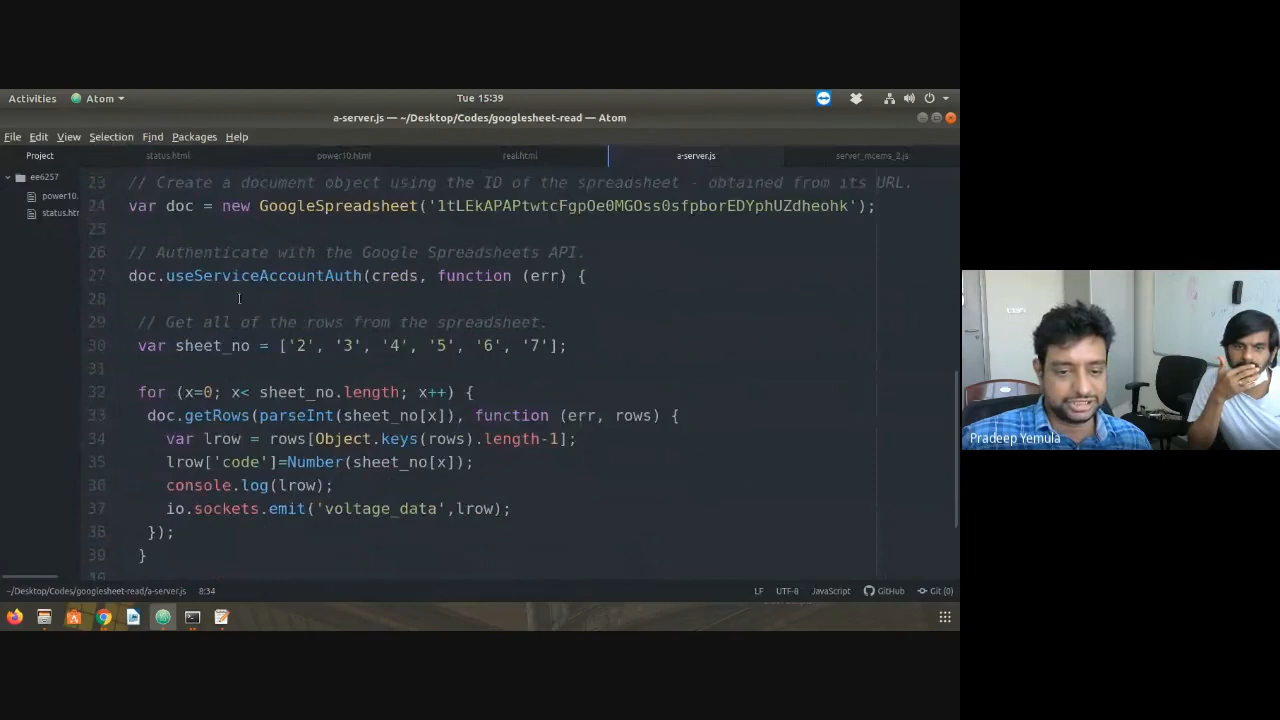 Activities
Atom
Tue 15:39
a-server.js — ~/Desktop/Codes/googlesheet-read — Atom
File Edit View Selection Find Packages Help
Project
status.html
power10.html
real.html
a-server.js
server_mcems_2.js
ee6257
power10.
status.htr
23 // Create a document object using the ID of the spreadsheet - obtained from its URL.
24 var doc = new GoogleSpreadsheet('1tLEkAPAPtwtcFgpOe0MGOss0sfpborEDYphUZdheohk');
25
26 // Authenticate with the Google Spreadsheets API.
27 doc.useServiceAccountAuth(creds, function (err) {
28
29 // Get all of the rows from the spreadsheet.
30 var sheet_no = ['2', '3', '4', '5', '6', '7'];
31
32 for (x=0; x< sheet_no.length; x++) {
33 doc.getRows(parseInt(sheet_no[x]), function (err, rows) {
34 var lrow = rows[Object.keys(rows).length-1];
35 lrow['code']=Number(sheet_no[x]);
36 console.log(lrow);
37 io.sockets.emit('voltage_data',lrow);
38 });
39 }
~/Desktop/Codes/googlesheet-read/a-server.js 8:34
LF UTF-8 JavaScript GitHub Git (0)
Pradeep Yemula